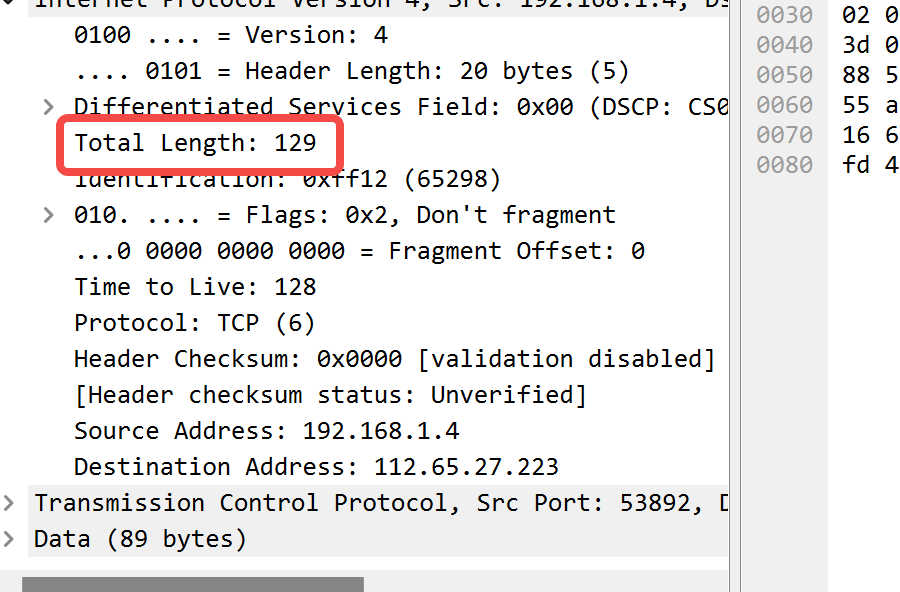 Internet Protocol Version 4, Src: 192.168.1.4, Ds
0100 .... = Version: 4
.... 0101 = Header Length: 20 bytes (5)
Differentiated Services Field: 0x00 (DSCP: CS0
Total Length: 129
Identification: 0xff12 (65298)
010. .... = Flags: 0x2, Don't fragment
...0 0000 0000 0000 = Fragment Offset: 0
Time to Live: 128
Protocol: TCP (6)
Header Checksum: 0x0000 [validation disabled]
[Header checksum status: Unverified]
Source Address: 192.168.1.4
Destination Address: 112.65.27.223
Transmission Control Protocol, Src Port: 53892, D
Data (89 bytes)
0030 02 0
0040 3d 0
0050 88 5
0060 55 a
0070 16 6
0080 fd 4